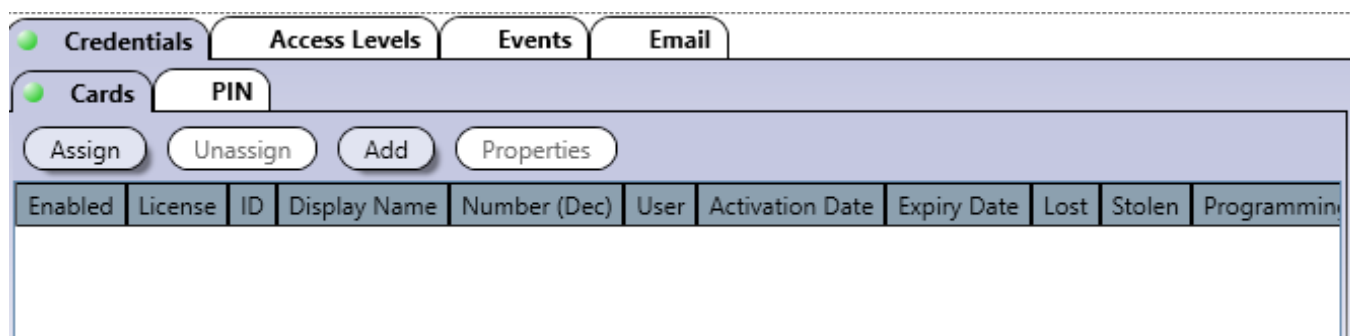 Credentials Access Levels Events Email
Cards PIN
Assign Unassign Add Properties
Enabled License ID Display Name Number (Dec) User Activation Date Expiry Date Lost Stolen Programming